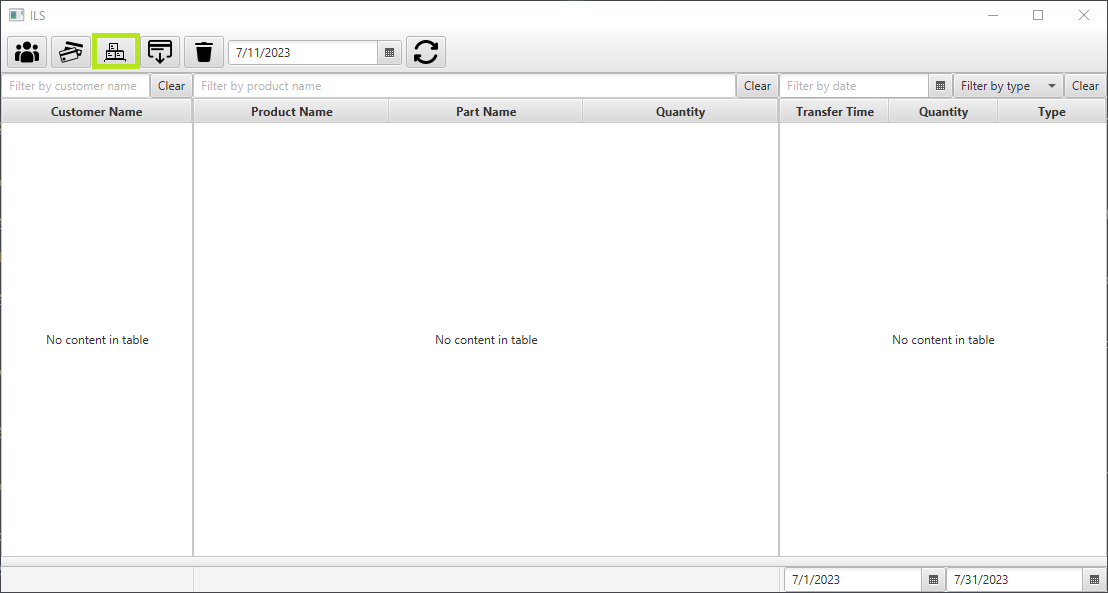 ILS
7/11/2023
Filter by customer name Clear Filter by product name Clear Filter by date Filter by type Clear
Customer Name Product Name Part Name Quantity Transfer Time Quantity Type
No content in table No content in table No content in table
7/1/2023 7/31/2023